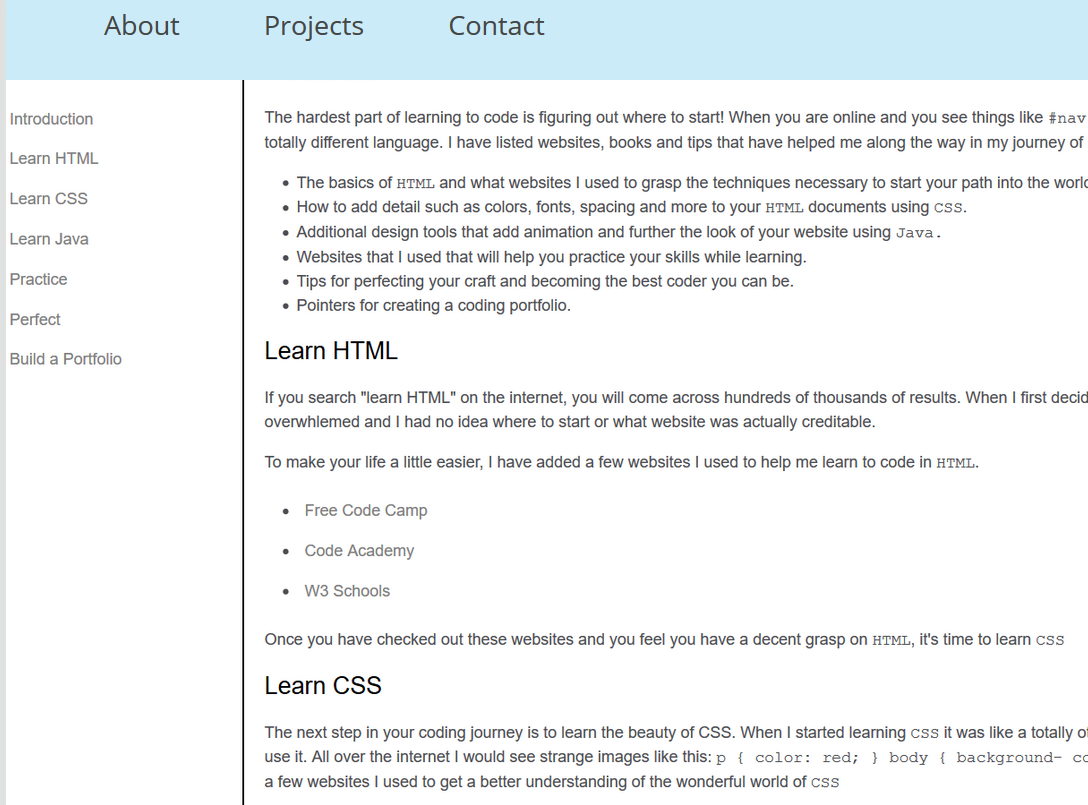 About Projects Contact
Introduction
Learn HTML
Learn CSS
Learn Java
Practice
Perfect
Build a Portfolio
The hardest part of learning to code is figuring out where to start! When you are online and you see things like #nav
totally different language. I have listed websites, books and tips that have helped me along the way in my journey of
• The basics of HTML and what websites I used to grasp the techniques necessary to start your path into the world
• How to add detail such as colors, fonts, spacing and more to your HTML documents using CSS.
• Additional design tools that add animation and further the look of your website using Java.
• Websites that I used that will help you practice your skills while learning.
• Tips for perfecting your craft and becoming the best coder you can be.
• Pointers for creating a coding portfolio.
Learn HTML
If you search "learn HTML" on the internet, you will come across hundreds of thousands of results. When I first decid
overwhlemed and I had no idea where to start or what website was actually creditable.
To make your life a little easier, I have added a few websites I used to help me learn to code in HTML.
• Free Code Camp
• Code Academy
• W3 Schools
Once you have checked out these websites and you feel you have a decent grasp on HTML, it's time to learn CSS
Learn CSS
The next step in your coding journey is to learn the beauty of CSS. When I started learning CSS it was like a totally
use it. All over the internet I would see strange images like this: p { color: red; } body { background- co
a few websites I used to get a better understanding of the wonderful world of CSS